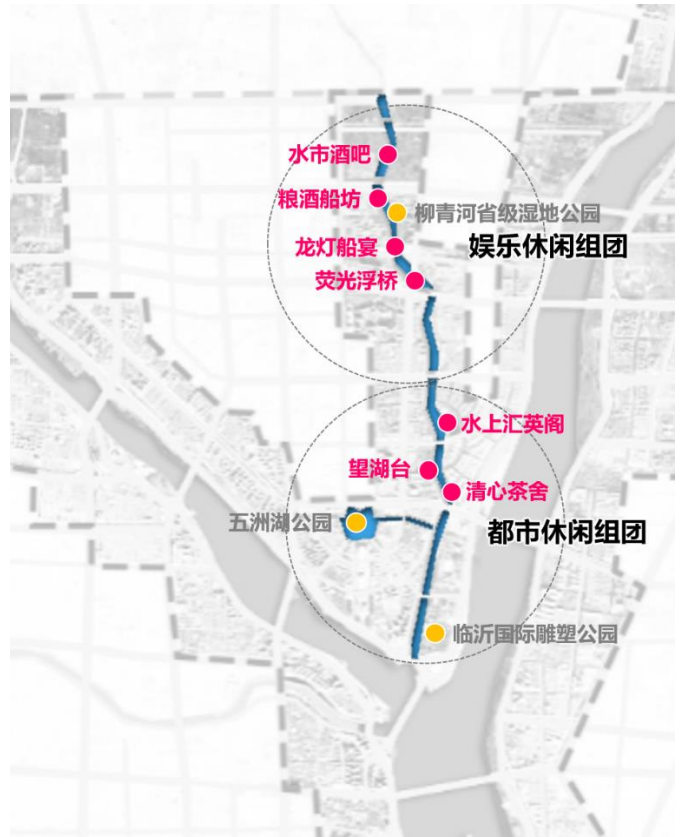 水市酒吧
粮酒船坊
柳青河省级湿地公园
龙灯船宴
娱乐休闲组团
荧光浮桥
水上汇英阁
望湖台
清心茶舍
五洲湖公园
都市休闲组团
临沂国际雕塑公园